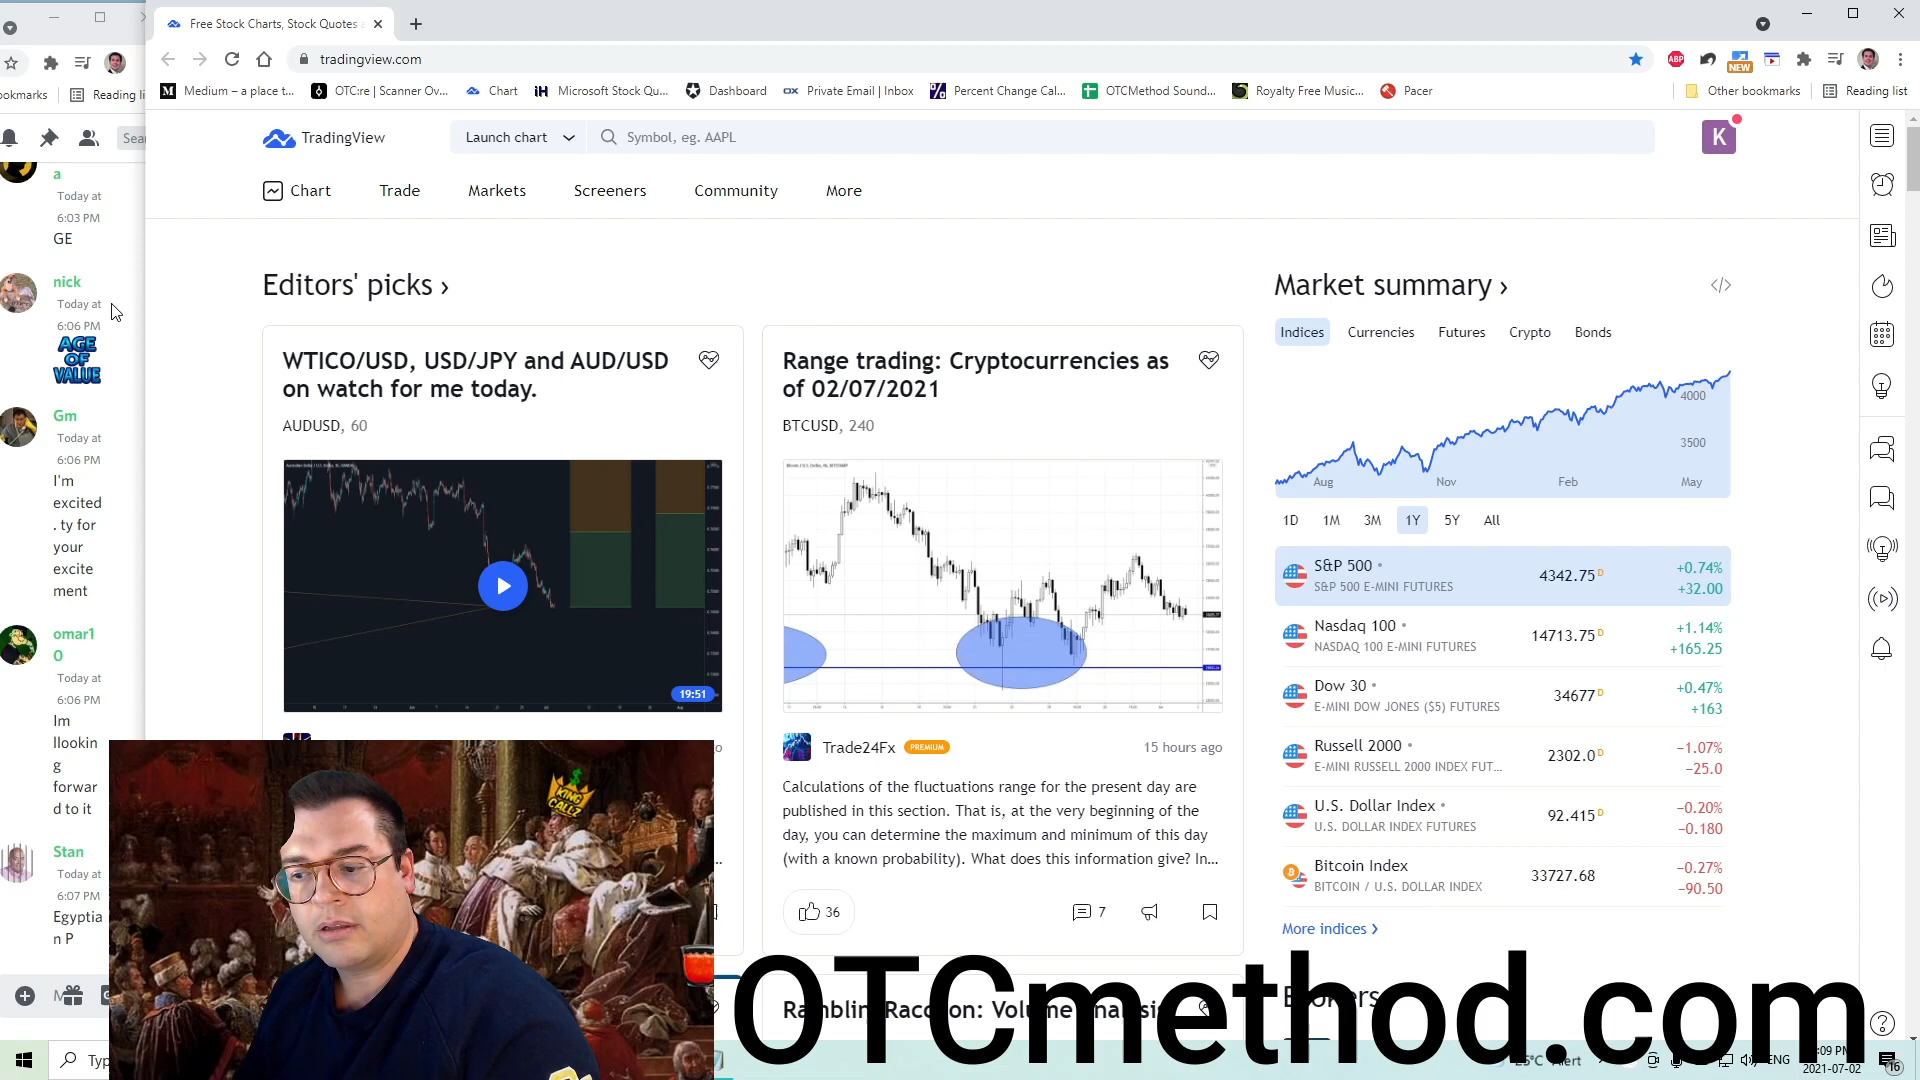 Free Stock Charts, Stock Quotes
tradingview.com
ookmarks
Reading li
Medium – a place t...
OTC:re | Scanner Ov...
Chart
Microsoft Stock Qu...
Dashboard
Private Email | Inbox
Percent Change Cal...
OTCMethod Sound...
Royalty Free Music...
Pacer
Other bookmarks
Reading list
ABP
NEW
Sea
TradingView
Launch chart
Symbol, eg. AAPL
K
Chart
Trade
Markets
Screeners
Community
More
a
Today at
6:03 PM
GE
nick
Today at
6:06 PM
AGE
OF
VALUE
Gm
Today at
6:06 PM
I'm
excited
. ty for
your
excite
ment
omar1
0
Today at
6:06 PM
Im
llookin
g
forwar
d to it
Stan
Today at
6:07 PM
Egyptia
n P
Editors' picks ›
WTICO/USD, USD/JPY and AUD/USD
on watch for me today.
AUDUSD, 60
19:51
Range trading: Cryptocurrencies as
of 02/07/2021
BTCUSD, 240
Trade24Fx
PREMIUM
15 hours ago
Calculations of the fluctuations range for the present day are
published in this section. That is, at the very beginning of the
day, you can determine the maximum and minimum of this day
(with a known probability). What does this information give? In...
36
7
Market summary ›
Indices
Currencies
Futures
Crypto
Bonds
4000
3500
Aug
Nov
Feb
May
1D
1M
3M
1Y
5Y
All
S&P 500
S&P 500 E-MINI FUTURES
4342.75 D
+0.74%
+32.00
Nasdaq 100
NASDAQ 100 E-MINI FUTURES
14713.75 D
+1.14%
+165.25
Dow 30
E-MINI DOW JONES ($5) FUTURES
34677 D
+0.47%
+163
Russell 2000
E-MINI RUSSELL 2000 INDEX FUT...
2302.0 D
−1.07%
−25.0
U.S. Dollar Index
U.S. DOLLAR INDEX FUTURES
92.415 D
−0.20%
−0.180
Bitcoin Index
BITCOIN / U.S. DOLLAR INDEX
33727.68
−0.27%
−90.50
More indices ›
KING
CALLZ
Brokers
OTCmethod.com
Typ
ENG
2021-07-02
16